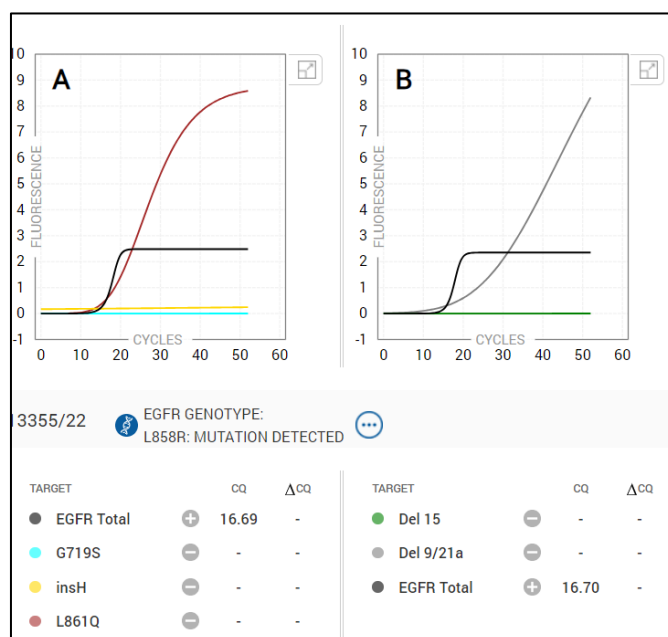 A
10
9
8
7
6
5
4
3
2
1
0
-1
FLUORESCENCE
CYCLES
0 10 20 30 40 50 60
B
10
9
8
7
6
5
4
3
2
1
0
-1
FLUORESCENCE
CYCLES
0 10 20 30 40 50 60
3355/22
EGFR GENOTYPE:
L858R: MUTATION DETECTED
TARGET CQ ΔCQ
EGFR Total 16.69 -
G719S - -
insH - -
L861Q - -
TARGET CQ ΔCQ
Del 15 - -
Del 9/21a - -
EGFR Total 16.70 -